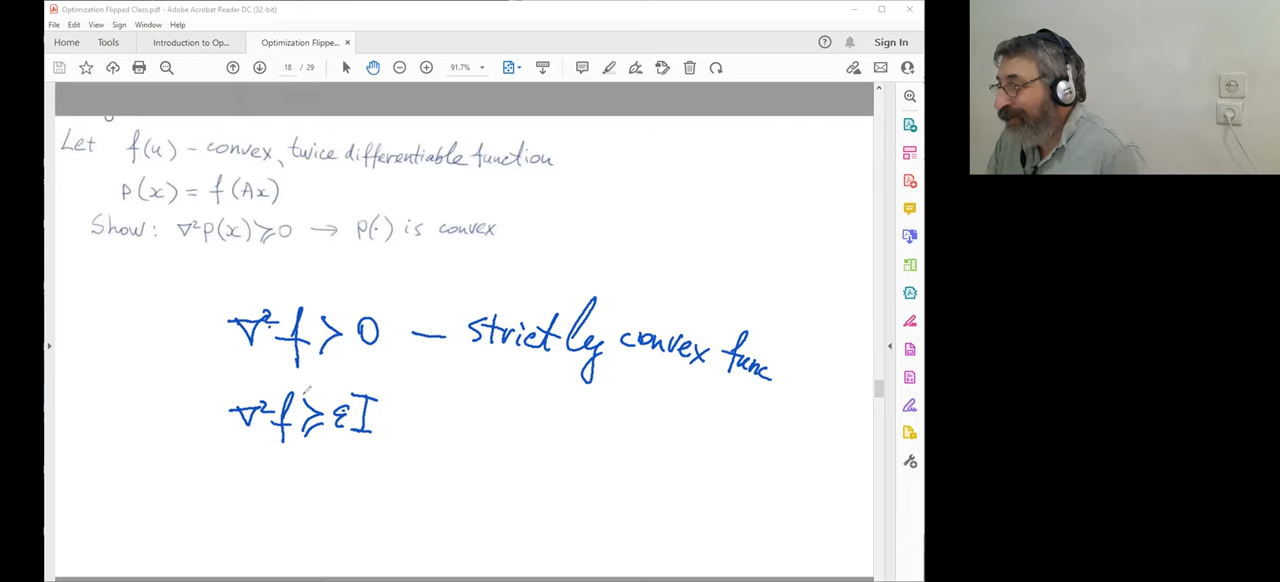 Optimization Flipped Class.pdf - Adobe Acrobat Reader DC (32-bit)
File Edit View Sign Window Help
Home Tools Introduction to Op... Optimization Flippe... × Sign In
18 / 29 91.7%
Let f(u) - convex, twice differentiable function
P(x) = f(Ax)
Show: ∇²P(x) ≽ 0 → P(·) is convex
∇²f ≻ 0 — strictly convex func
∇²f ≽ εI